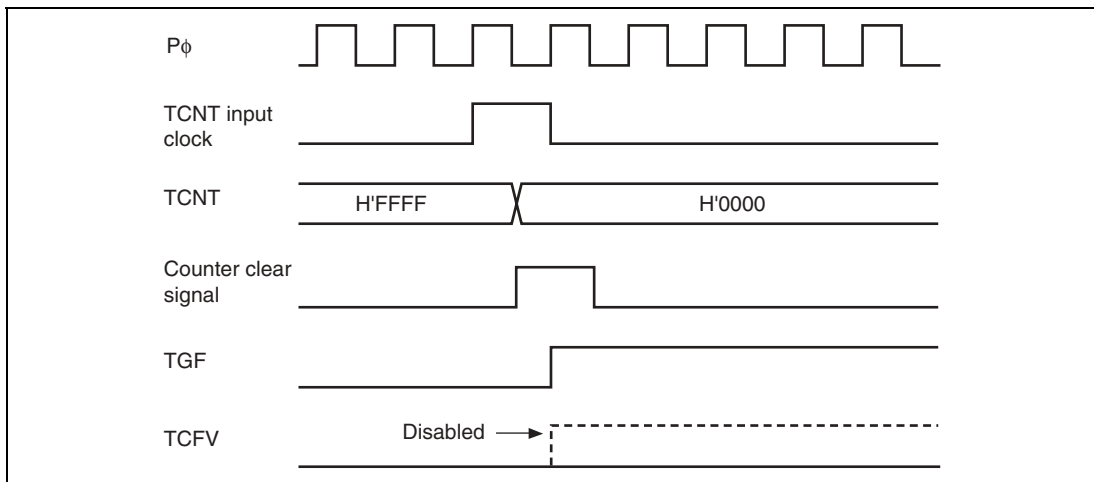 Pϕ
TCNT input
clock
TCNT
H'FFFF
H'0000
Counter clear
signal
TGF
TCFV
Disabled